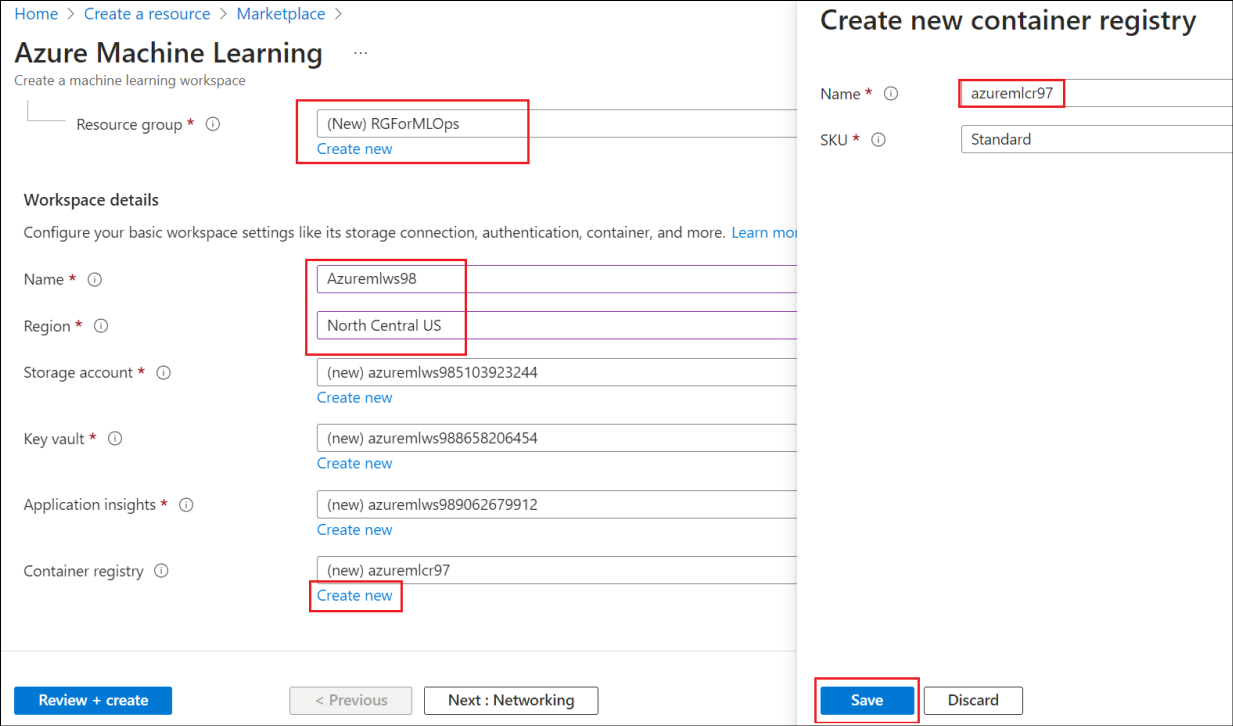 Home > Create a resource > Marketplace >
Azure Machine Learning ...
Create a machine learning workspace
Resource group * (New) RGForMLOps
Create new
Workspace details
Configure your basic workspace settings like its storage connection, authentication, container, and more. Learn mor
Name * Azuremlws98
Region * North Central US
Storage account * (new) azuremlws985103923244
Create new
Key vault * (new) azuremlws988658206454
Create new
Application insights * (new) azuremlws989062679912
Create new
Container registry (new) azuremlcr97
Create new
Review + create < Previous Next : Networking
Create new container registry
Name * azuremlcr97
SKU * Standard
Save Discard